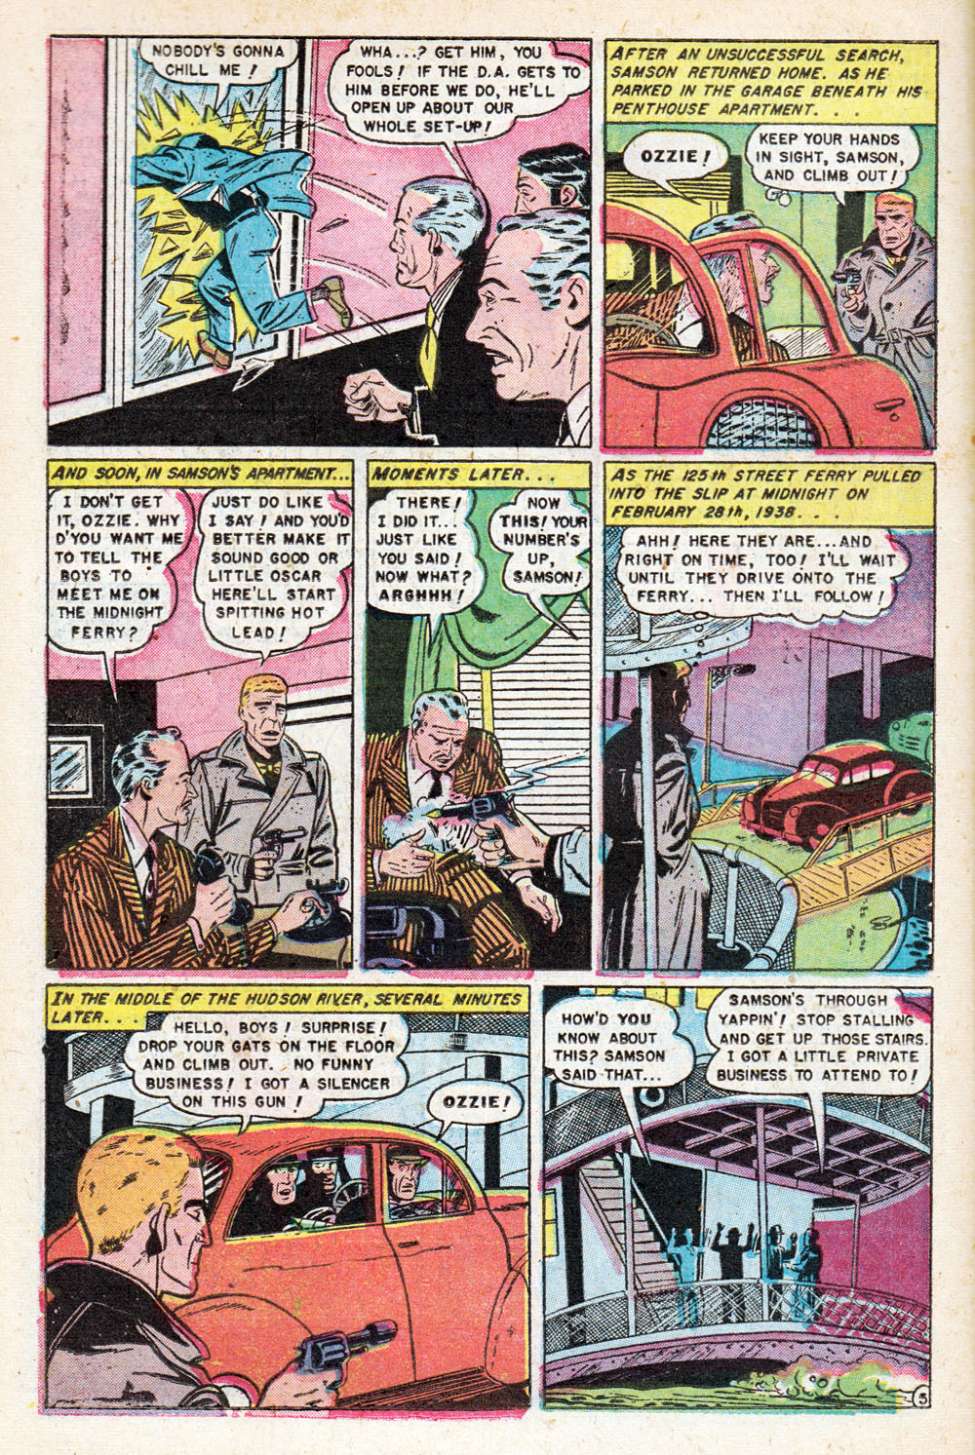 NOBODY'S GONNA
CHILL ME!
WHA...? GET HIM, YOU
FOOLS! IF THE D.A. GETS TO
HIM BEFORE WE DO, HE'LL
OPEN UP ABOUT OUR
WHOLE SET-UP!
AFTER AN UNSUCCESSFUL SEARCH,
SAMSON RETURNED HOME. AS HE
PARKED IN THE GARAGE BENEATH HIS
PENTHOUSE APARTMENT. . . .
OZZIE!
KEEP YOUR HANDS
IN SIGHT, SAMSON,
AND CLIMB OUT!
AND SOON, IN SAMSON'S APARTMENT...
I DON'T GET
IT, OZZIE. WHY
D'YOU WANT ME
TO TELL THE
BOYS TO
MEET ME ON
THE MIDNIGHT
FERRY?
JUST DO LIKE
I SAY! AND YOU'D
BETTER MAKE IT
SOUND GOOD OR
LITTLE OSCAR
HERE'LL START
SPITTING HOT
LEAD!
MOMENTS LATER...
THERE!
I DID IT...
JUST LIKE
YOU SAID!
NOW WHAT?
ARGHHH!
NOW
THIS! YOUR
NUMBER'S
UP,
SAMSON!
AS THE 125th STREET FERRY PULLED
INTO THE SLIP AT MIDNIGHT ON
FEBRUARY 28th, 1938. . .
AHH! HERE THEY ARE...AND
RIGHT ON TIME, TOO! I'LL WAIT
UNTIL THEY DRIVE ONTO THE
FERRY... THEN I'LL FOLLOW!
IN THE MIDDLE OF THE HUDSON RIVER, SEVERAL MINUTES
LATER. . .
HELLO, BOYS! SURPRISE!
DROP YOUR GATS ON THE FLOOR
AND CLIMB OUT. NO FUNNY
BUSINESS! I GOT A SILENCER
ON THIS GUN!
OZZIE!
HOW'D YOU
KNOW ABOUT
THIS? SAMSON
SAID THAT...
SAMSON'S THROUGH
YAPPIN'! STOP STALLING
AND GET UP THOSE STAIRS.
I GOT A LITTLE PRIVATE
BUSINESS TO ATTEND TO!
5